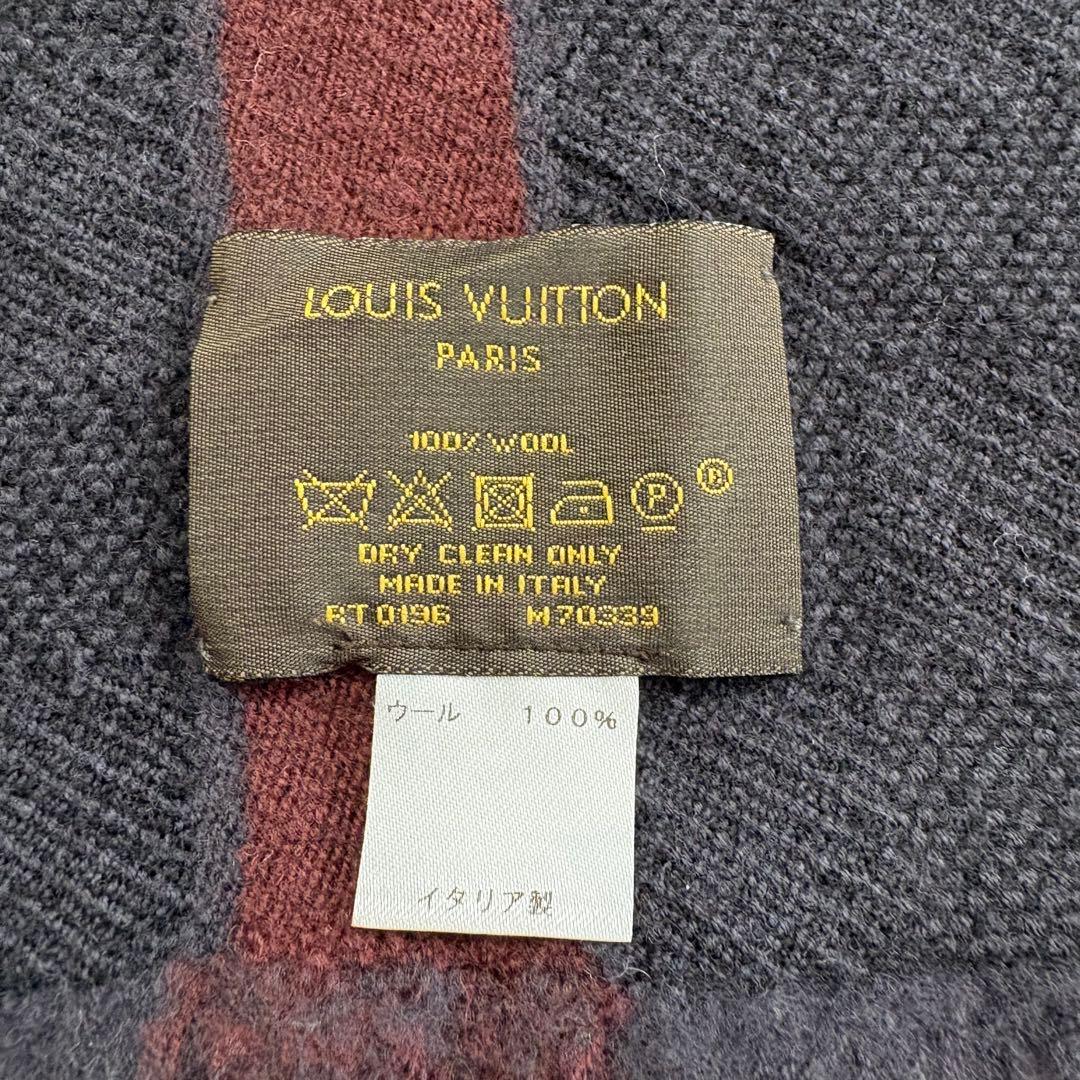 LOUIS VUITTON
PARIS
100% WOOL
P D
DRY CLEAN ONLY
MADE IN ITALY
RT0196 M70339
ウール 100%
イタリア製